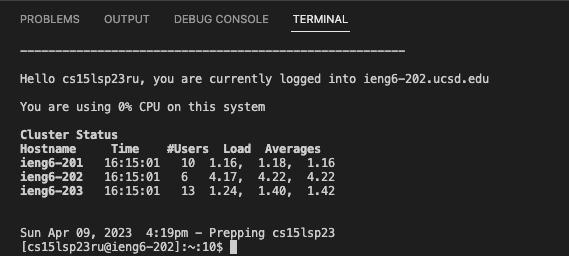 PROBLEMS OUTPUT DEBUG CONSOLE TERMINAL
-------------------------------------------------------
Hello cs15lsp23ru, you are currently logged into ieng6-202.ucsd.edu
You are using 0% CPU on this system
Cluster Status
Hostname     Time    #Users  Load  Averages
ieng6-201   16:15:01   10  1.16,  1.18,  1.16
ieng6-202   16:15:01   6   4.17,  4.22,  4.22
ieng6-203   16:15:01   13  1.24,  1.40,  1.42
Sun Apr 09, 2023  4:19pm - Prepping cs15lsp23
[cs15lsp23ru@ieng6-202]:~:10$